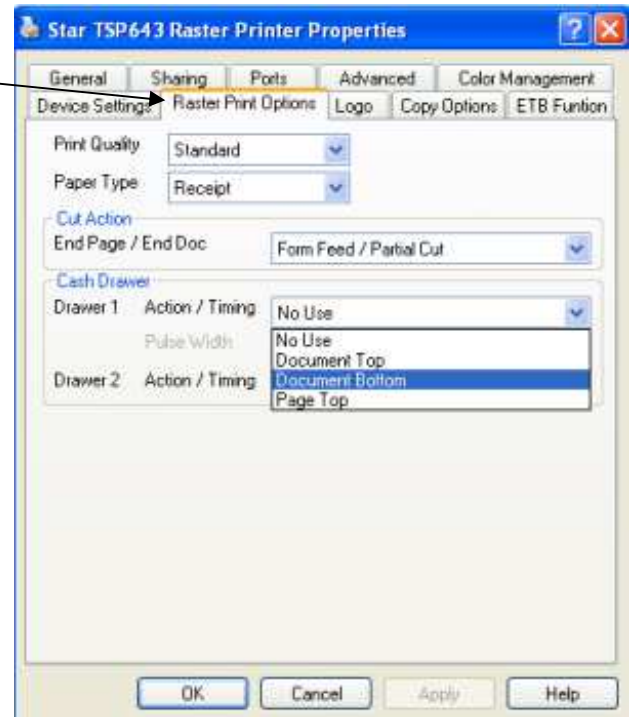 Star TSP643 Raster Printer Properties
General Sharing Ports Advanced Color Management
Device Settings Raster Print Options Logo Copy Options ETB Funtion
Print Quality Standard
Paper Type Receipt
Cut Action
End Page / End Doc Form Feed / Partial Cut
Cash Drawer
Drawer 1 Action / Timing No Use
Pulse Width No Use
Document Top
Drawer 2 Action / Timing Document Bottom
Page Top
OK Cancel Apply Help